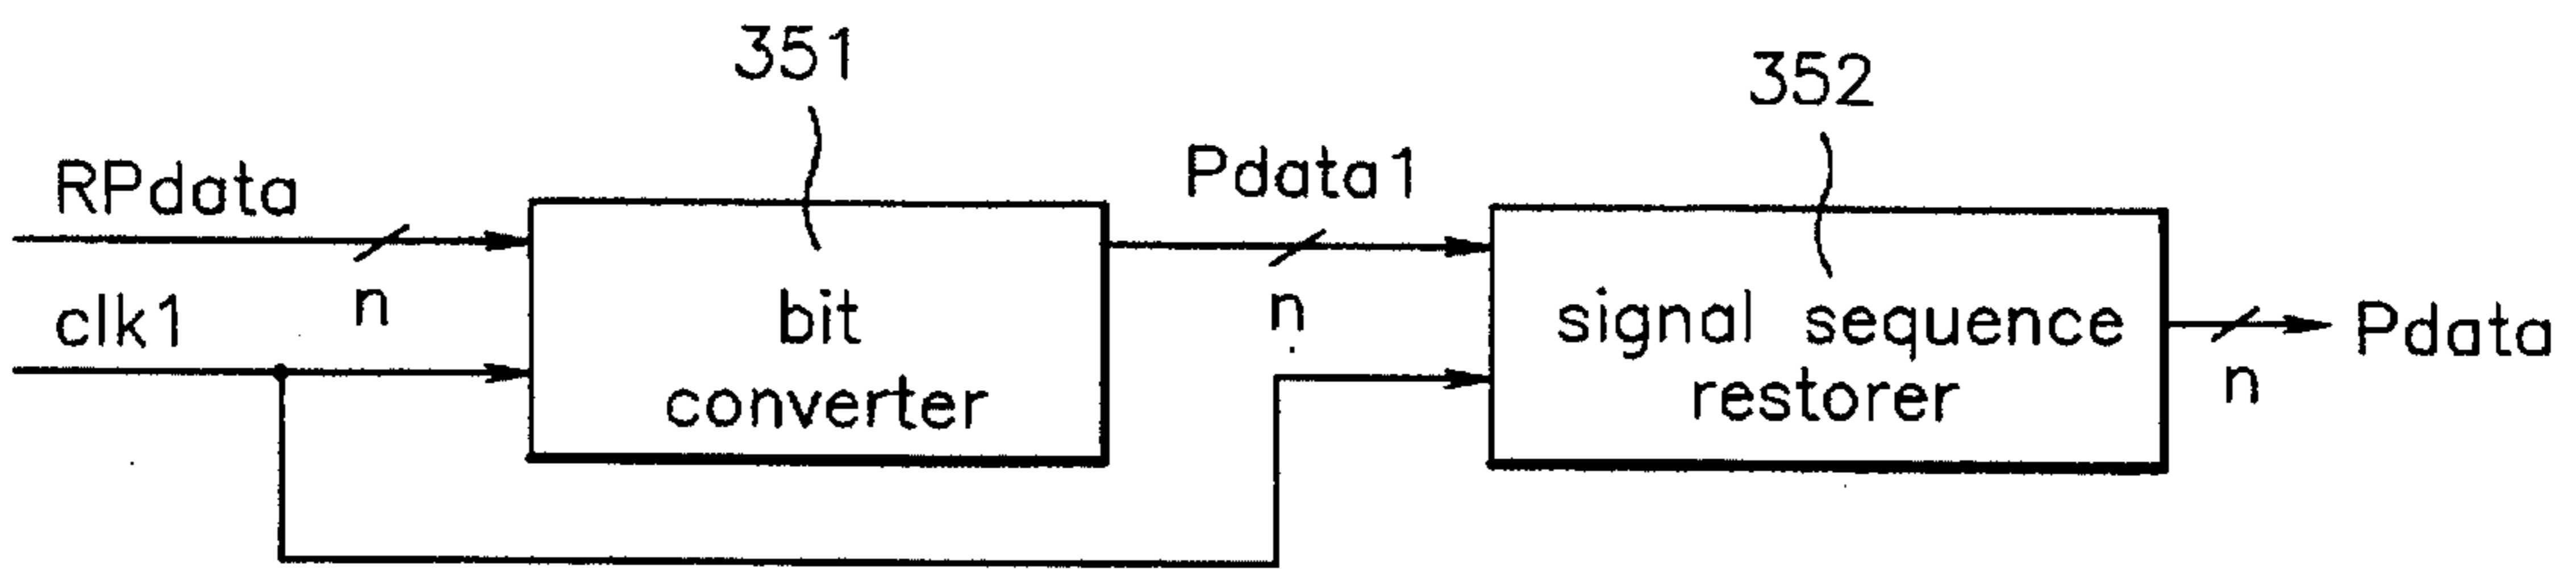 351
352
RPdata
Pdata1
n
n
clk1
bit
converter
signal sequence
restorer
Pdata
n